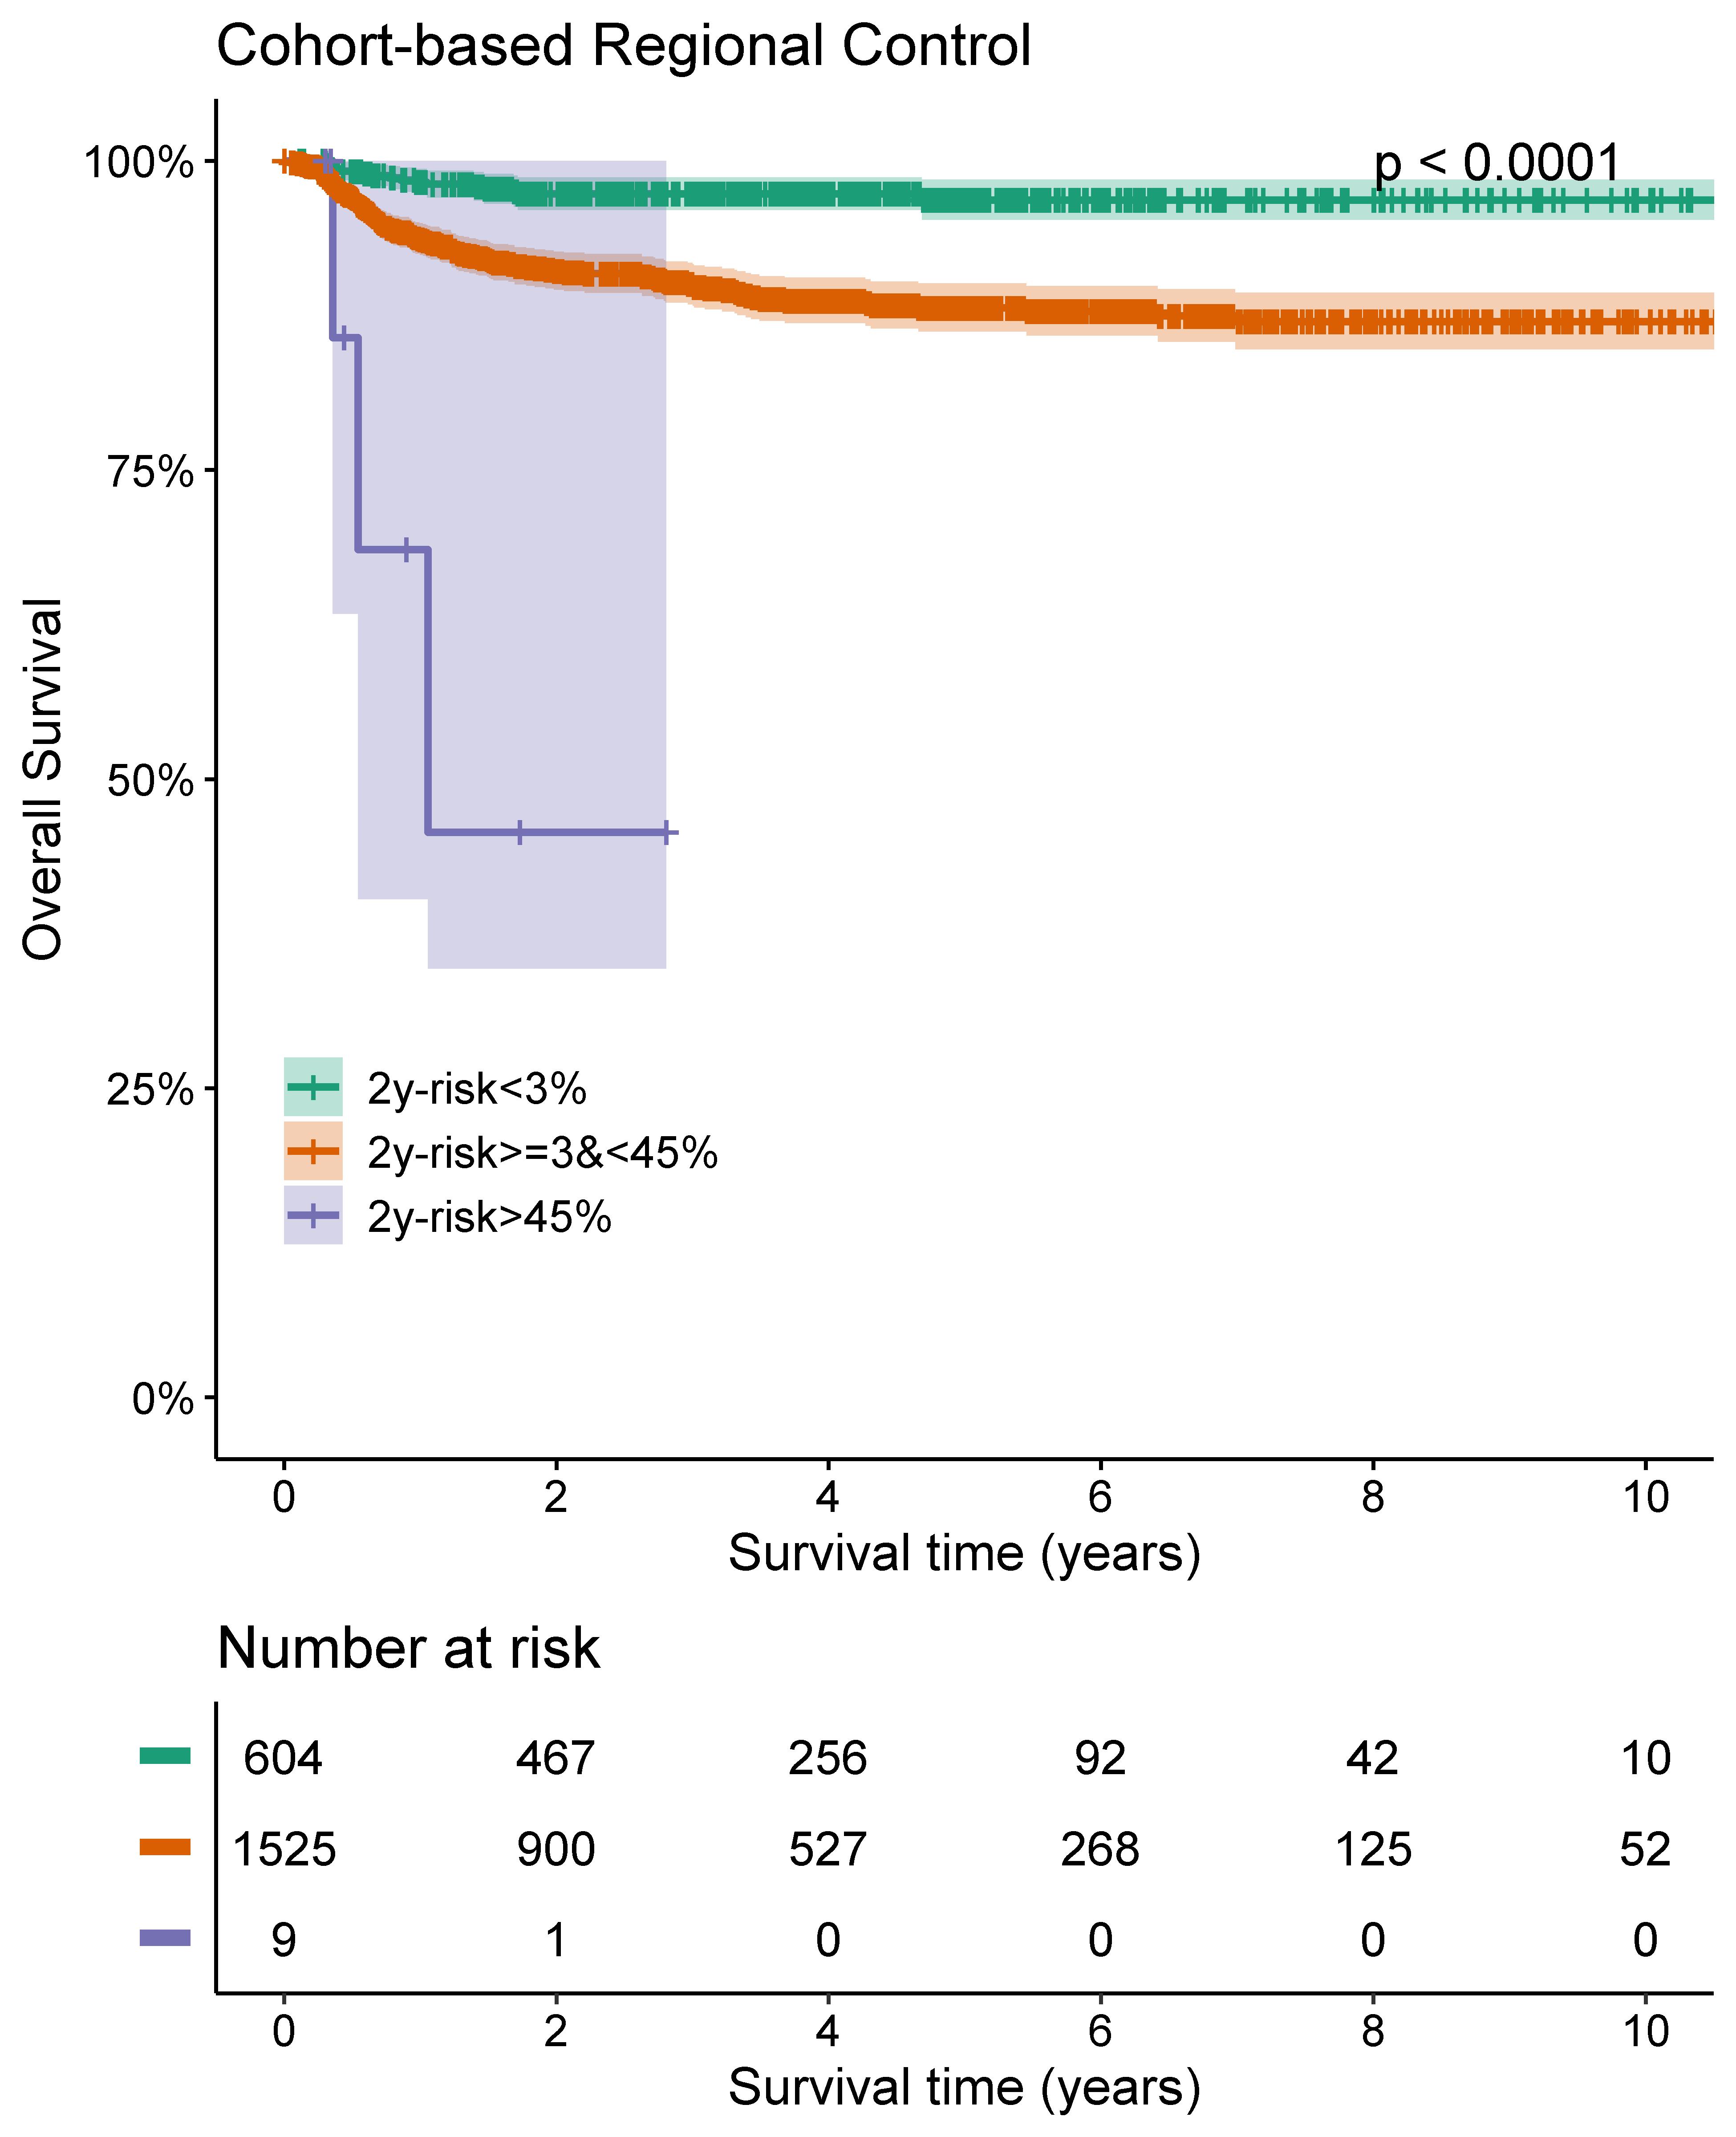 Cohort-based Regional Control
p < 0.0001
100%
75%
50%
25%
0%
Overall Survival
2y-risk<3%
2y-risk>=3&<45%
2y-risk>45%
0 2 4 6 8 10
Survival time (years)
Number at risk
604 467 256 92 42 10
1525 900 527 268 125 52
9 1 0 0 0 0
0 2 4 6 8 10
Survival time (years)